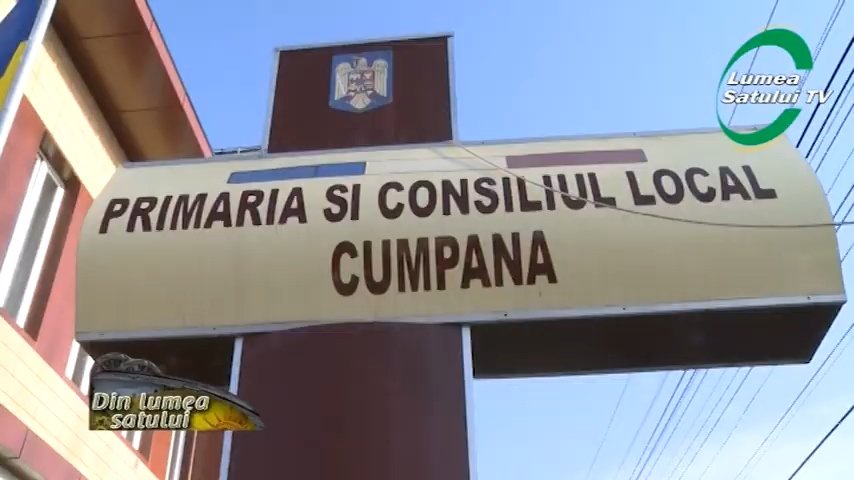 Lumea
Satului TV
PRIMARIA SI CONSILIUL LOCAL
CUMPANA
Din lumea
satului